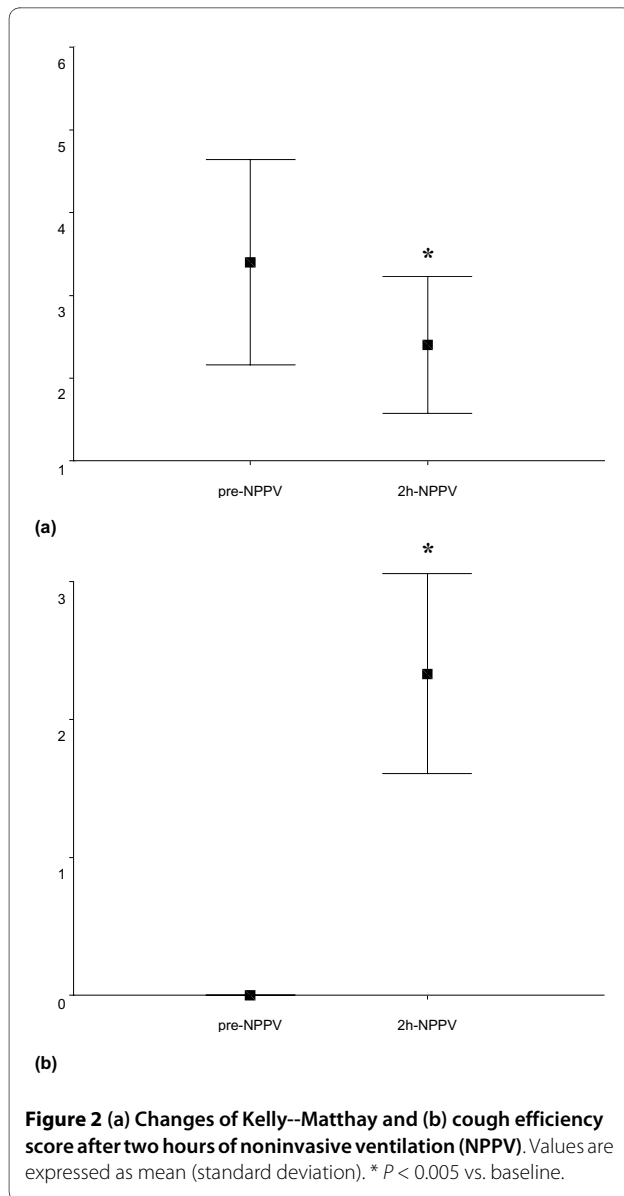 6
5
4
*
3
2
1
pre-NPPV 2h-NPPV
(a)
*
3
2
1
0
pre-NPPV 2h-NPPV
(b)
Figure 2 (a) Changes of Kelly--Matthay and (b) cough efficiency
score after two hours of noninvasive ventilation (NPPV). Values are
expressed as mean (standard deviation). * P < 0.005 vs. baseline.